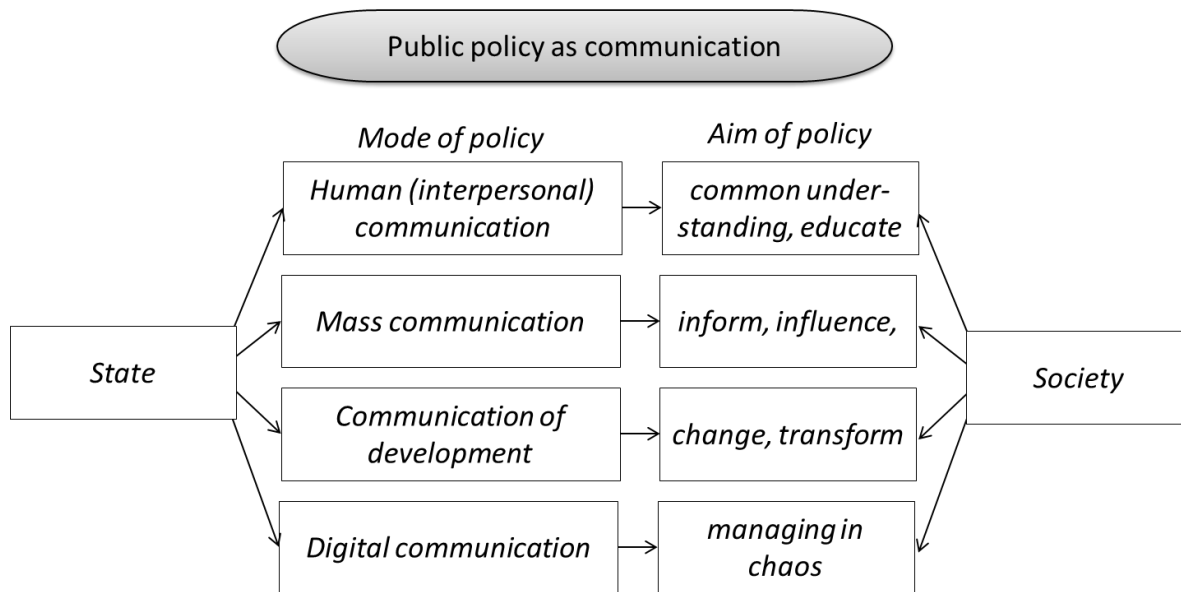 Public policy as communication
Mode of policy
Aim of policy
Human (interpersonal)
communication
common under-
standing, educate
Mass communication
inform, influence,
State
Society
Communication of
development
change, transform
Digital communication
managing in
chaos